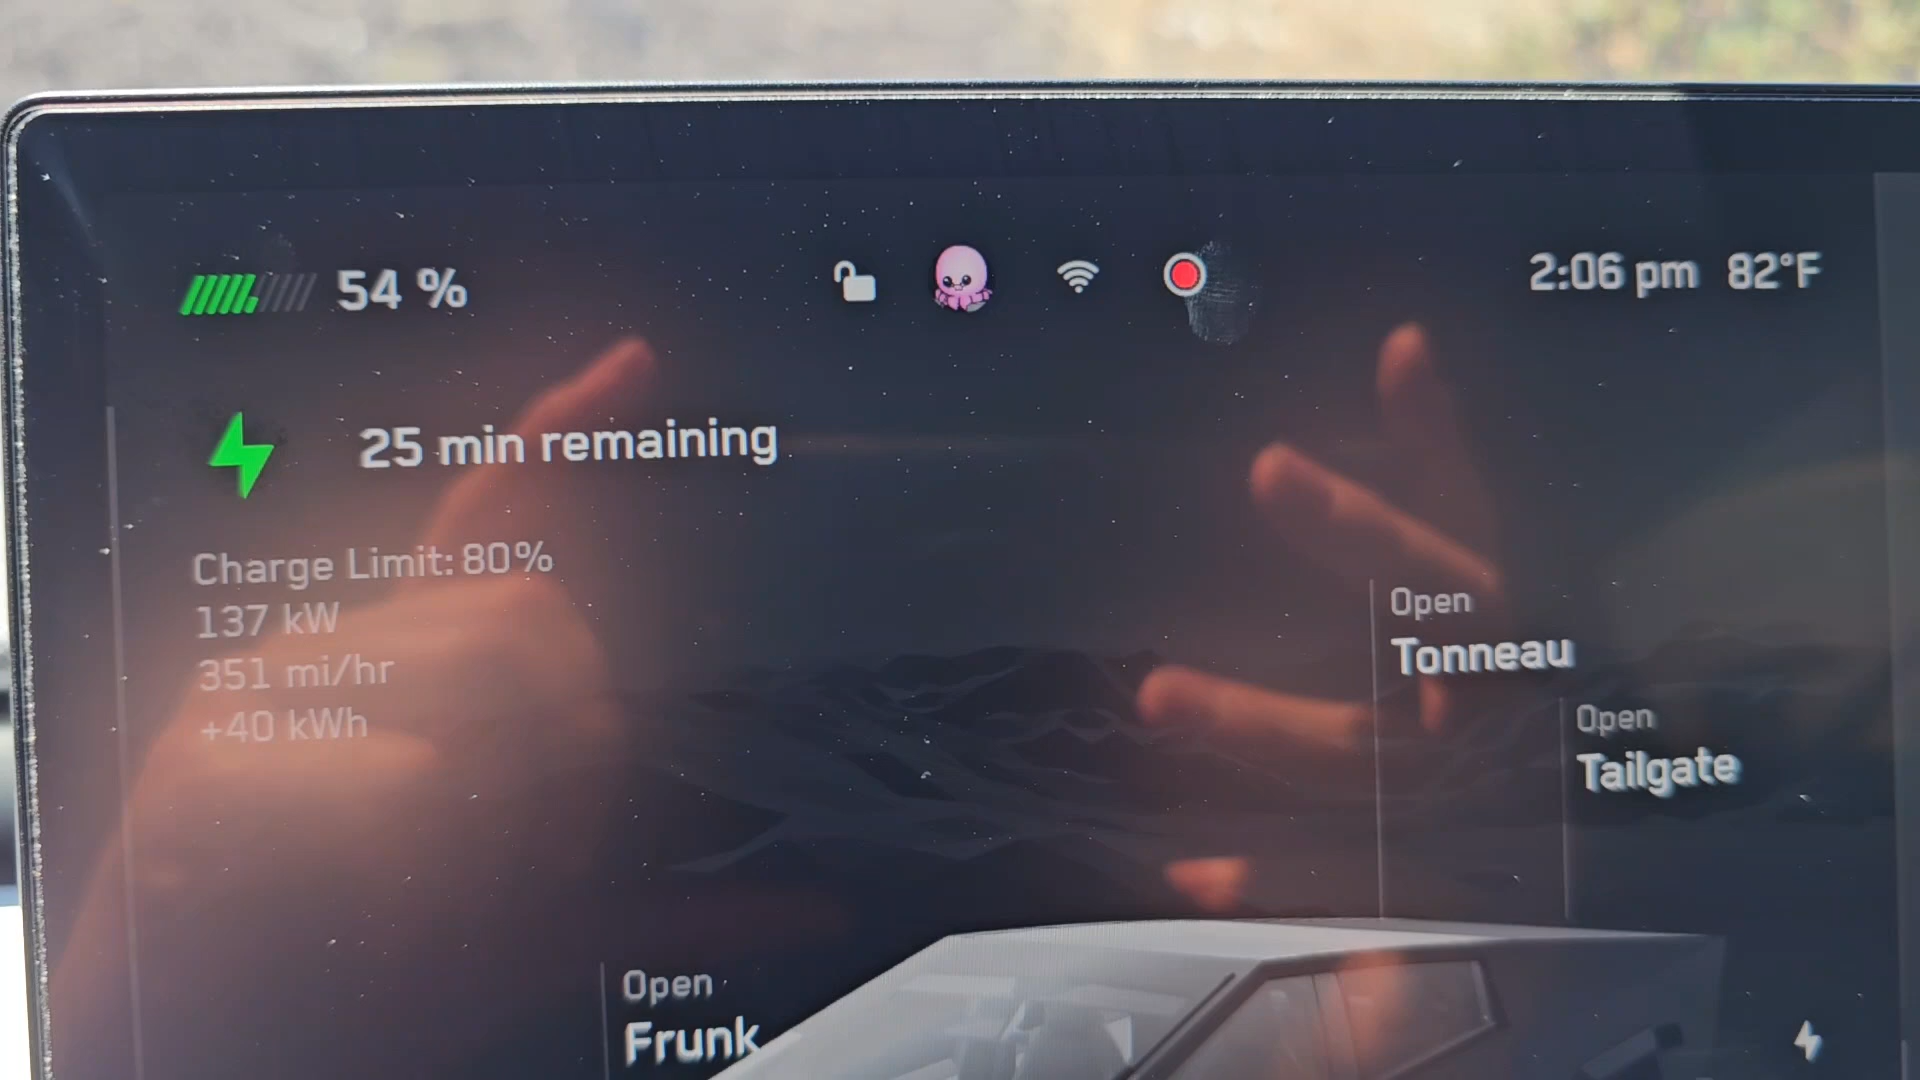 54 %
2:06 pm 82°F
25 min remaining
Charge Limit: 80%
137 kW
351 mi/hr
+40 kWh
Open
Tonneau
Open
Tailgate
Open
Frunk